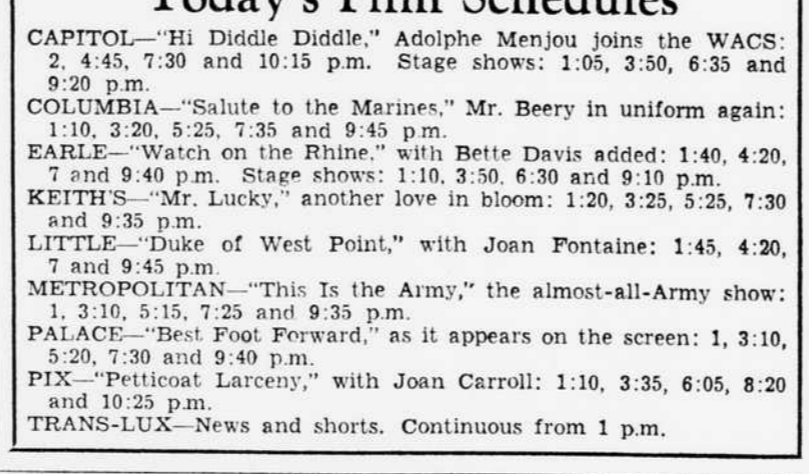 Today's Film Schedules
CAPITOL—"Hi Diddle Diddle," Adolphe Menjou joins the WACS:
2, 4:45, 7:30 and 10:15 p.m. Stage shows: 1:05, 3:50, 6:35 and
9:20 p.m.
COLUMBIA—"Salute to the Marines," Mr. Beery in uniform again:
1:10, 3:20, 5:25, 7:35 and 9:45 p.m.
EARLE—"Watch on the Rhine," with Bette Davis added: 1:40, 4:20,
7 and 9:40 p.m. Stage shows: 1:10, 3:50, 6:30 and 9:10 p.m.
KEITH'S—"Mr. Lucky," another love in bloom: 1:20, 3:25, 5:25, 7:30
and 9:35 p.m.
LITTLE—"Duke of West Point," with Joan Fontaine: 1:45, 4:20,
7 and 9:45 p.m.
METROPOLITAN—"This Is the Army," the almost-all-Army show:
1, 3:10, 5:15, 7:25 and 9:35 p.m.
PALACE—"Best Foot Forward," as it appears on the screen: 1, 3:10,
5:20, 7:30 and 9:40 p.m.
PIX—"Petticoat Larceny," with Joan Carroll: 1:10, 3:35, 6:05, 8:20
and 10:25 p.m.
TRANS-LUX—News and shorts. Continuous from 1 p.m.